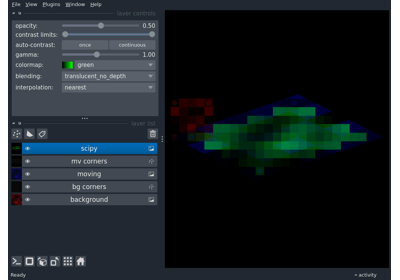 File View Plugins Window Help
layer controls
opacity: 0.50
contrast limits:
auto-contrast: once continuous
gamma: 1.00
colormap: green
blending: translucent_no_depth
interpolation: nearest
layer list
scipy
mv corners
moving
bg corners
background
Ready
activity